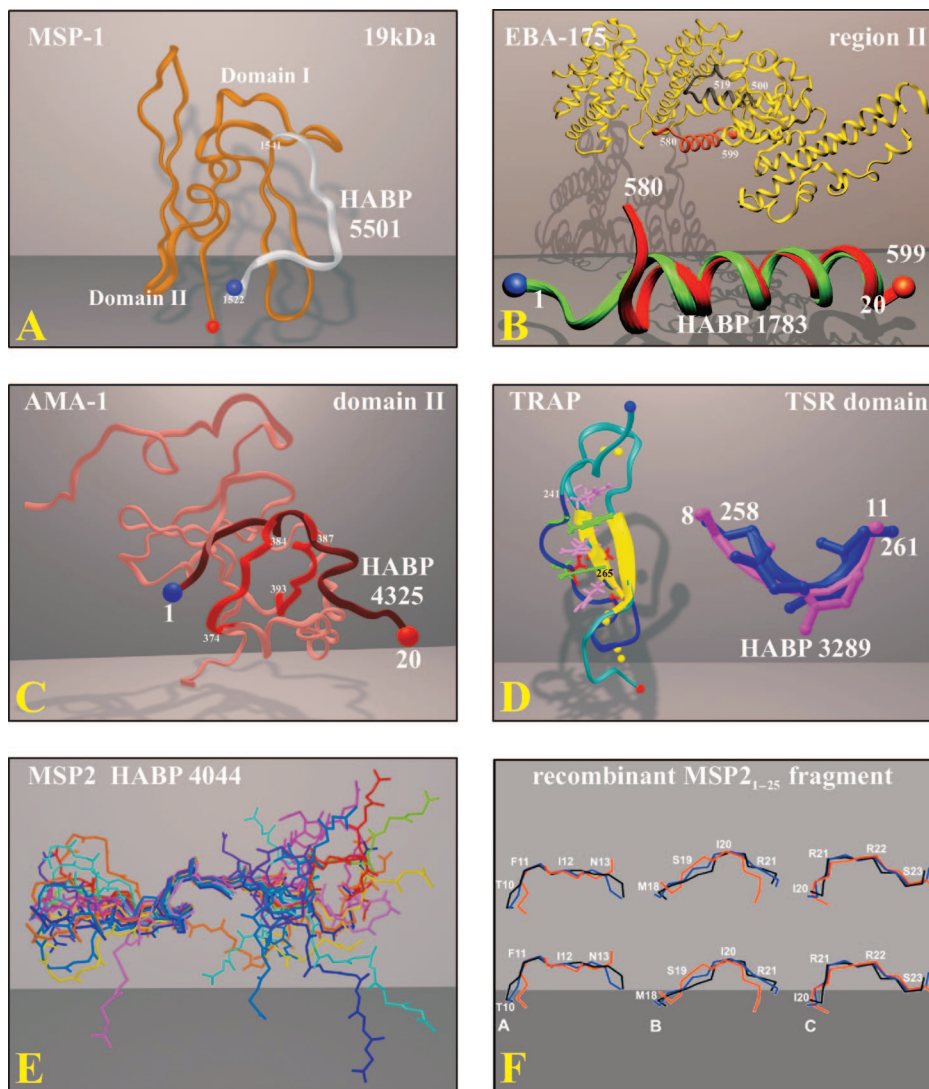 MSP-1 19kDa
Domain I
1541
HABP
5501
Domain II
1522
A
EBA-175 region II
519 500
580 599
580
599
1 20
HABP 1783
B
AMA-1 domain II
384 387
HABP
4325
1 393
374
20
C
TRAP TSR domain
241
8 258 11
261
265
HABP 3289
D
MSP2 HABP 4044
E
recombinant MSP2₁₋₂₅ fragment
F11 I12 N13
T10
S19 I20
M18 R21
R21 R22
I20 S23
F11 I12 N13
T10
S19 I20
M18 R21
R21 R22
I20 S23
A B C
F